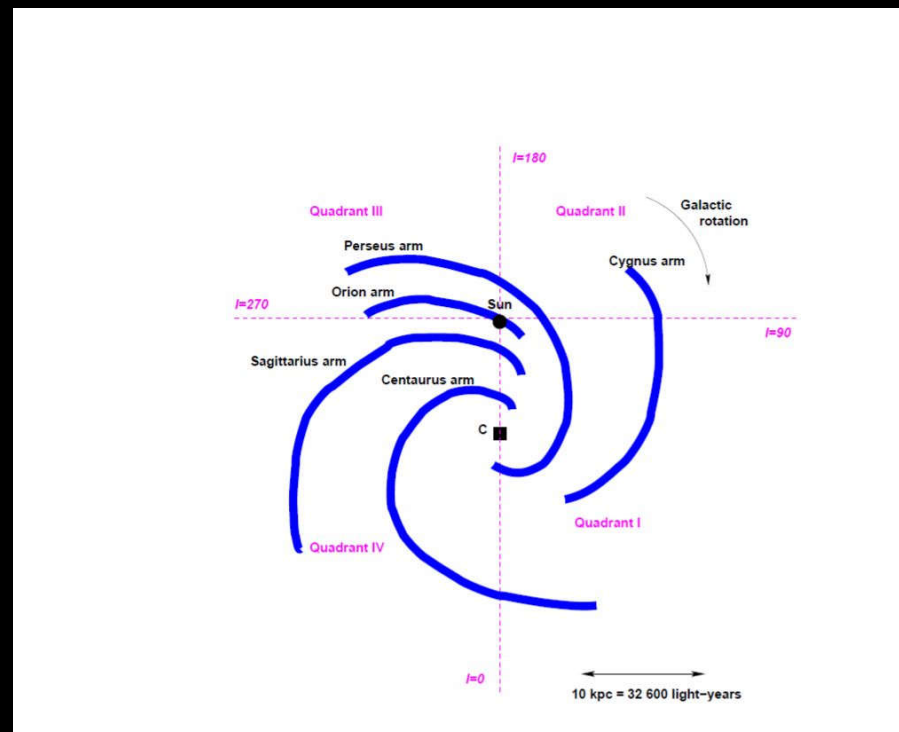 l=180
Quadrant III
Quadrant II
Galactic
rotation
Perseus arm
Cygnus arm
Orion arm
l=270
Sun
l=90
Sagittarius arm
Centaurus arm
C
Quadrant I
Quadrant IV
l=0
10 kpc = 32 600 light−years